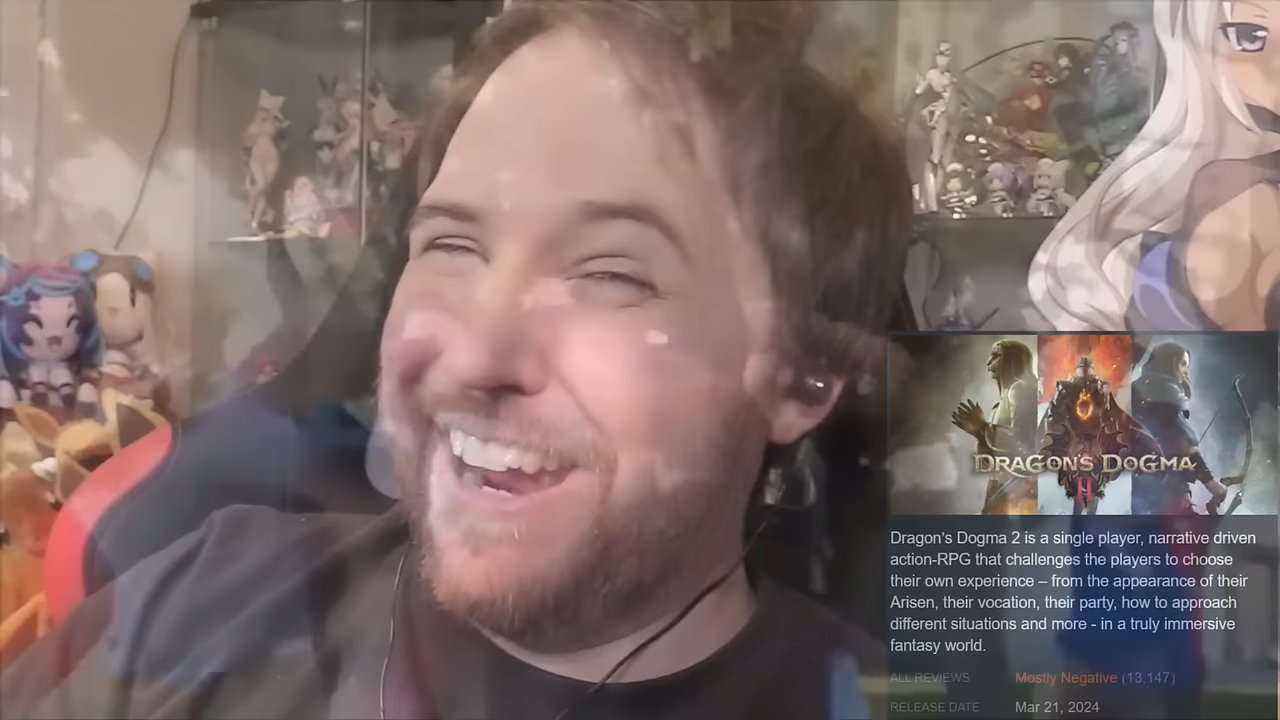 DRAGON'S DOGMA
II
Dragon's Dogma 2 is a single player, narrative driven
action-RPG that challenges the players to choose
their own experience – from the appearance of their
Arisen, their vocation, their party, how to approach
different situations and more - in a truly immersive
fantasy world.
ALL REVIEWS Mostly Negative (13,147)
RELEASE DATE Mar 21, 2024